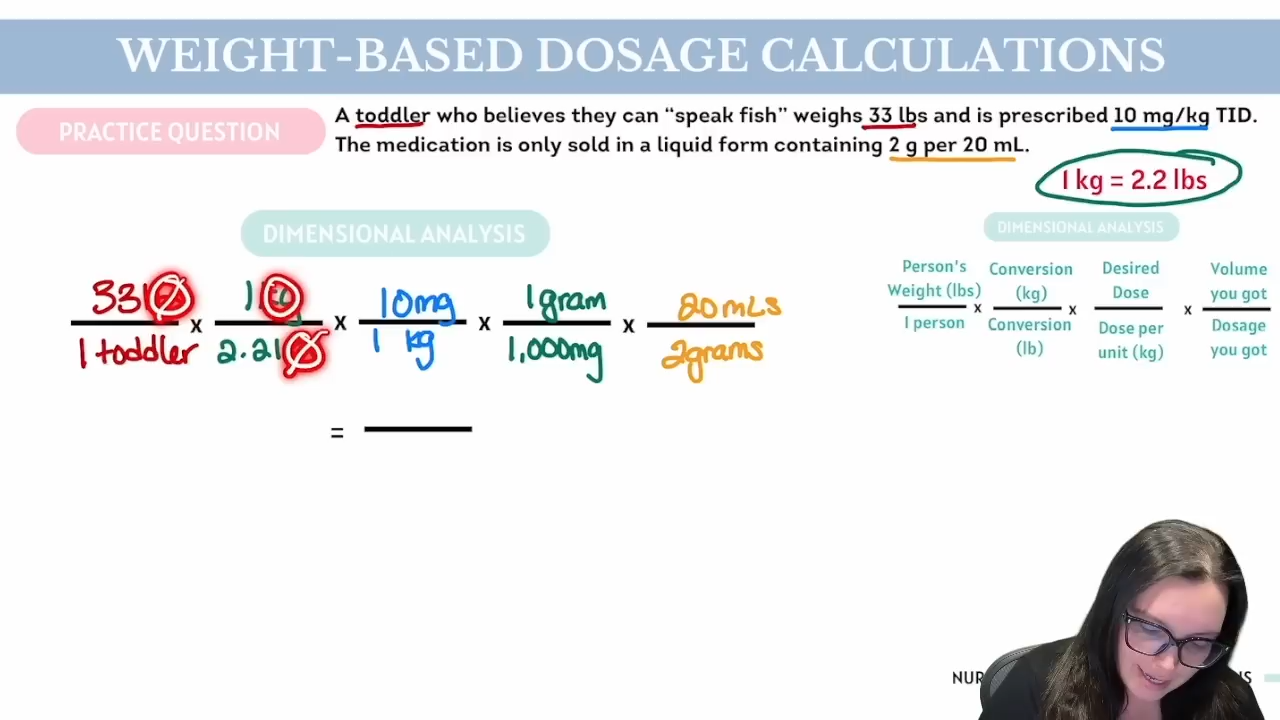 WEIGHT-BASED DOSAGE CALCULATIONS
PRACTICE QUESTION
A toddler who believes they can “speak fish” weighs 33 lbs and is prescribed 10 mg/kg TID.
The medication is only sold in a liquid form containing 2 g per 20 mL.
1 kg = 2.2 lbs
DIMENSIONAL ANALYSIS
33 x 1 x 10mg x 1gram x 20mLs
1 toddler 2.2 1 kg 1,000mg 2grams
=
DIMENSIONAL ANALYSIS
Person's Weight (lbs) x Conversion (kg) x Desired Dose x Volume you got
1 person Conversion (lb) Dose per unit (kg) Dosage you got